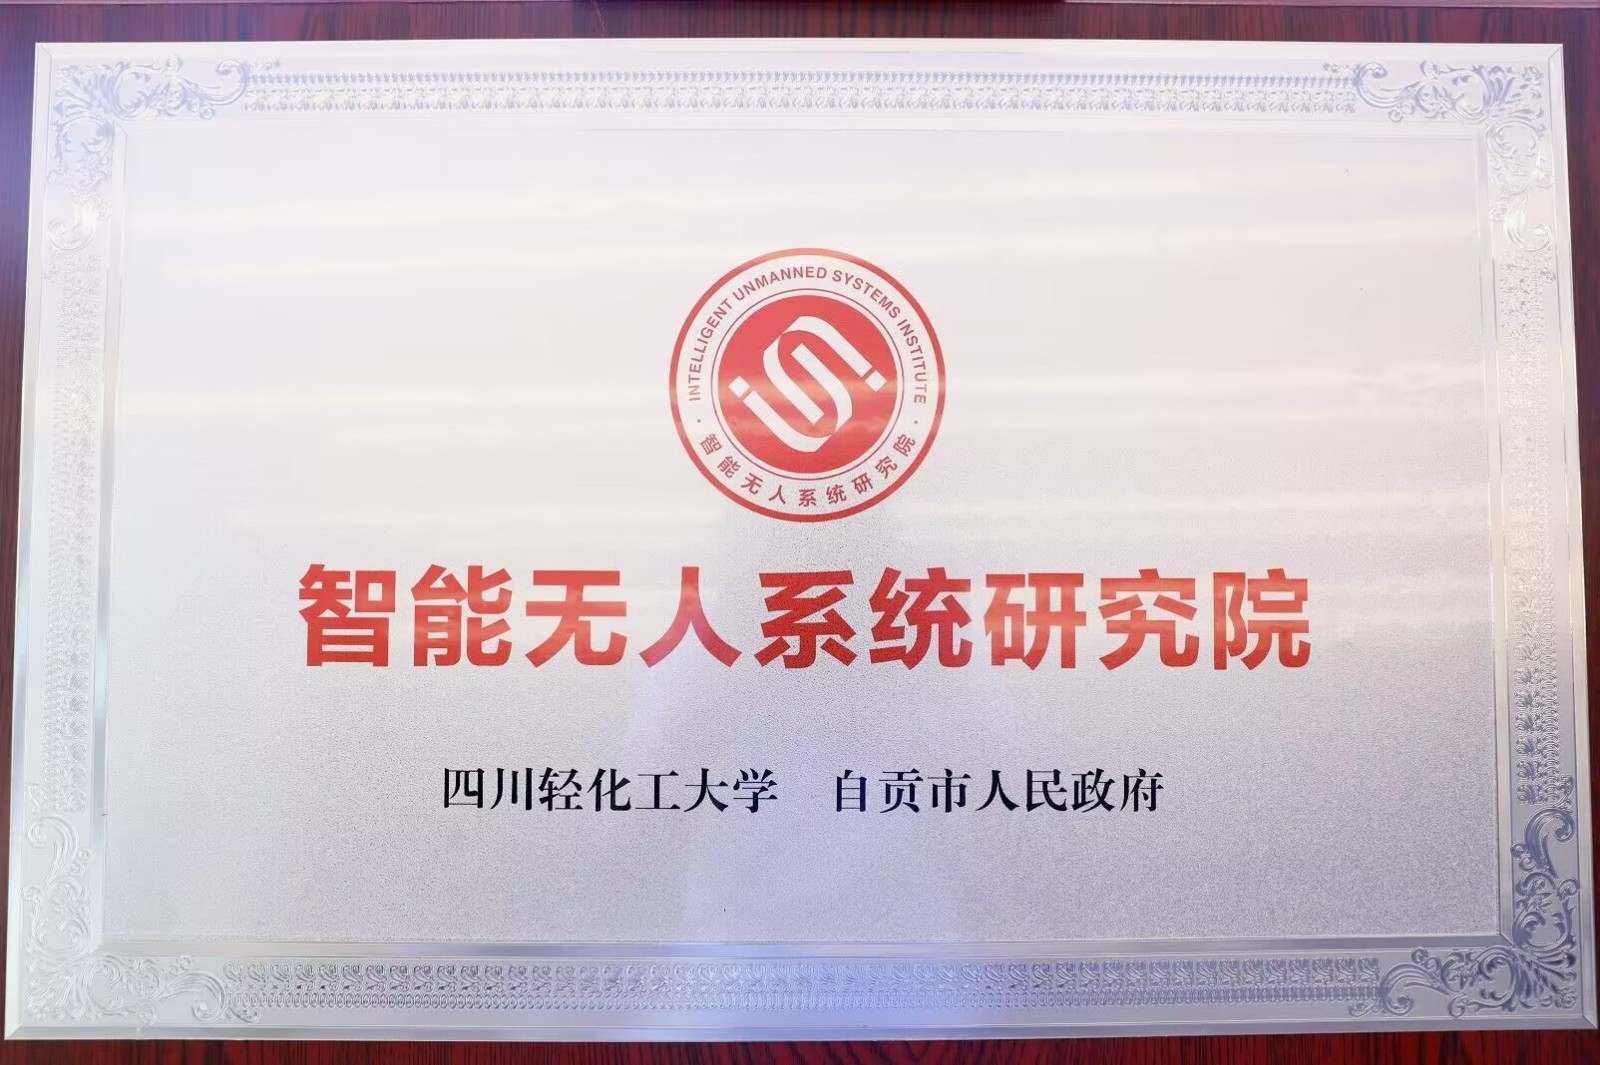 INTELLIGENT UNMANNED SYSTEMS INSTITUTE
智能无人系统研究院
智能无人系统研究院
四川轻化工大学 自贡市人民政府